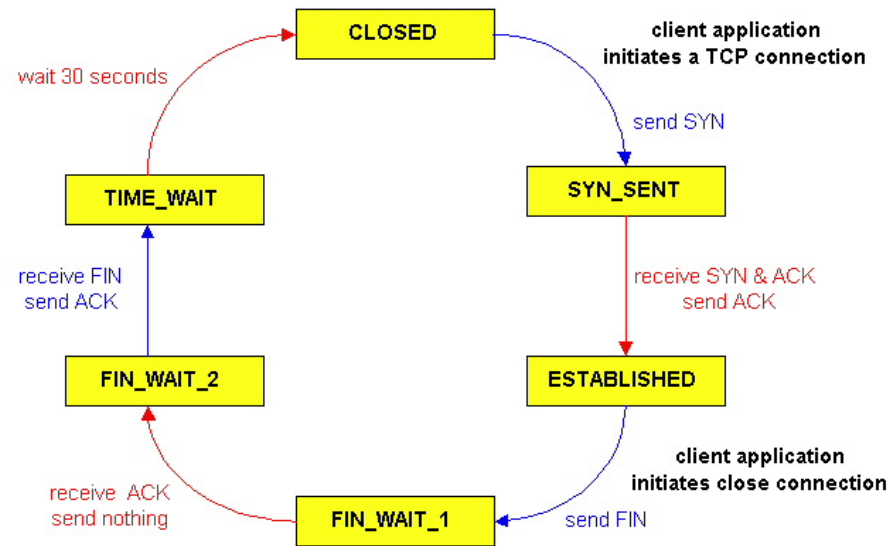 CLOSED
client application
initiates a TCP connection
wait 30 seconds
send SYN
TIME_WAIT
SYN_SENT
receive FIN
send ACK
receive SYN & ACK
send ACK
FIN_WAIT_2
ESTABLISHED
client application
initiates close connection
receive ACK
send nothing
FIN_WAIT_1
send FIN